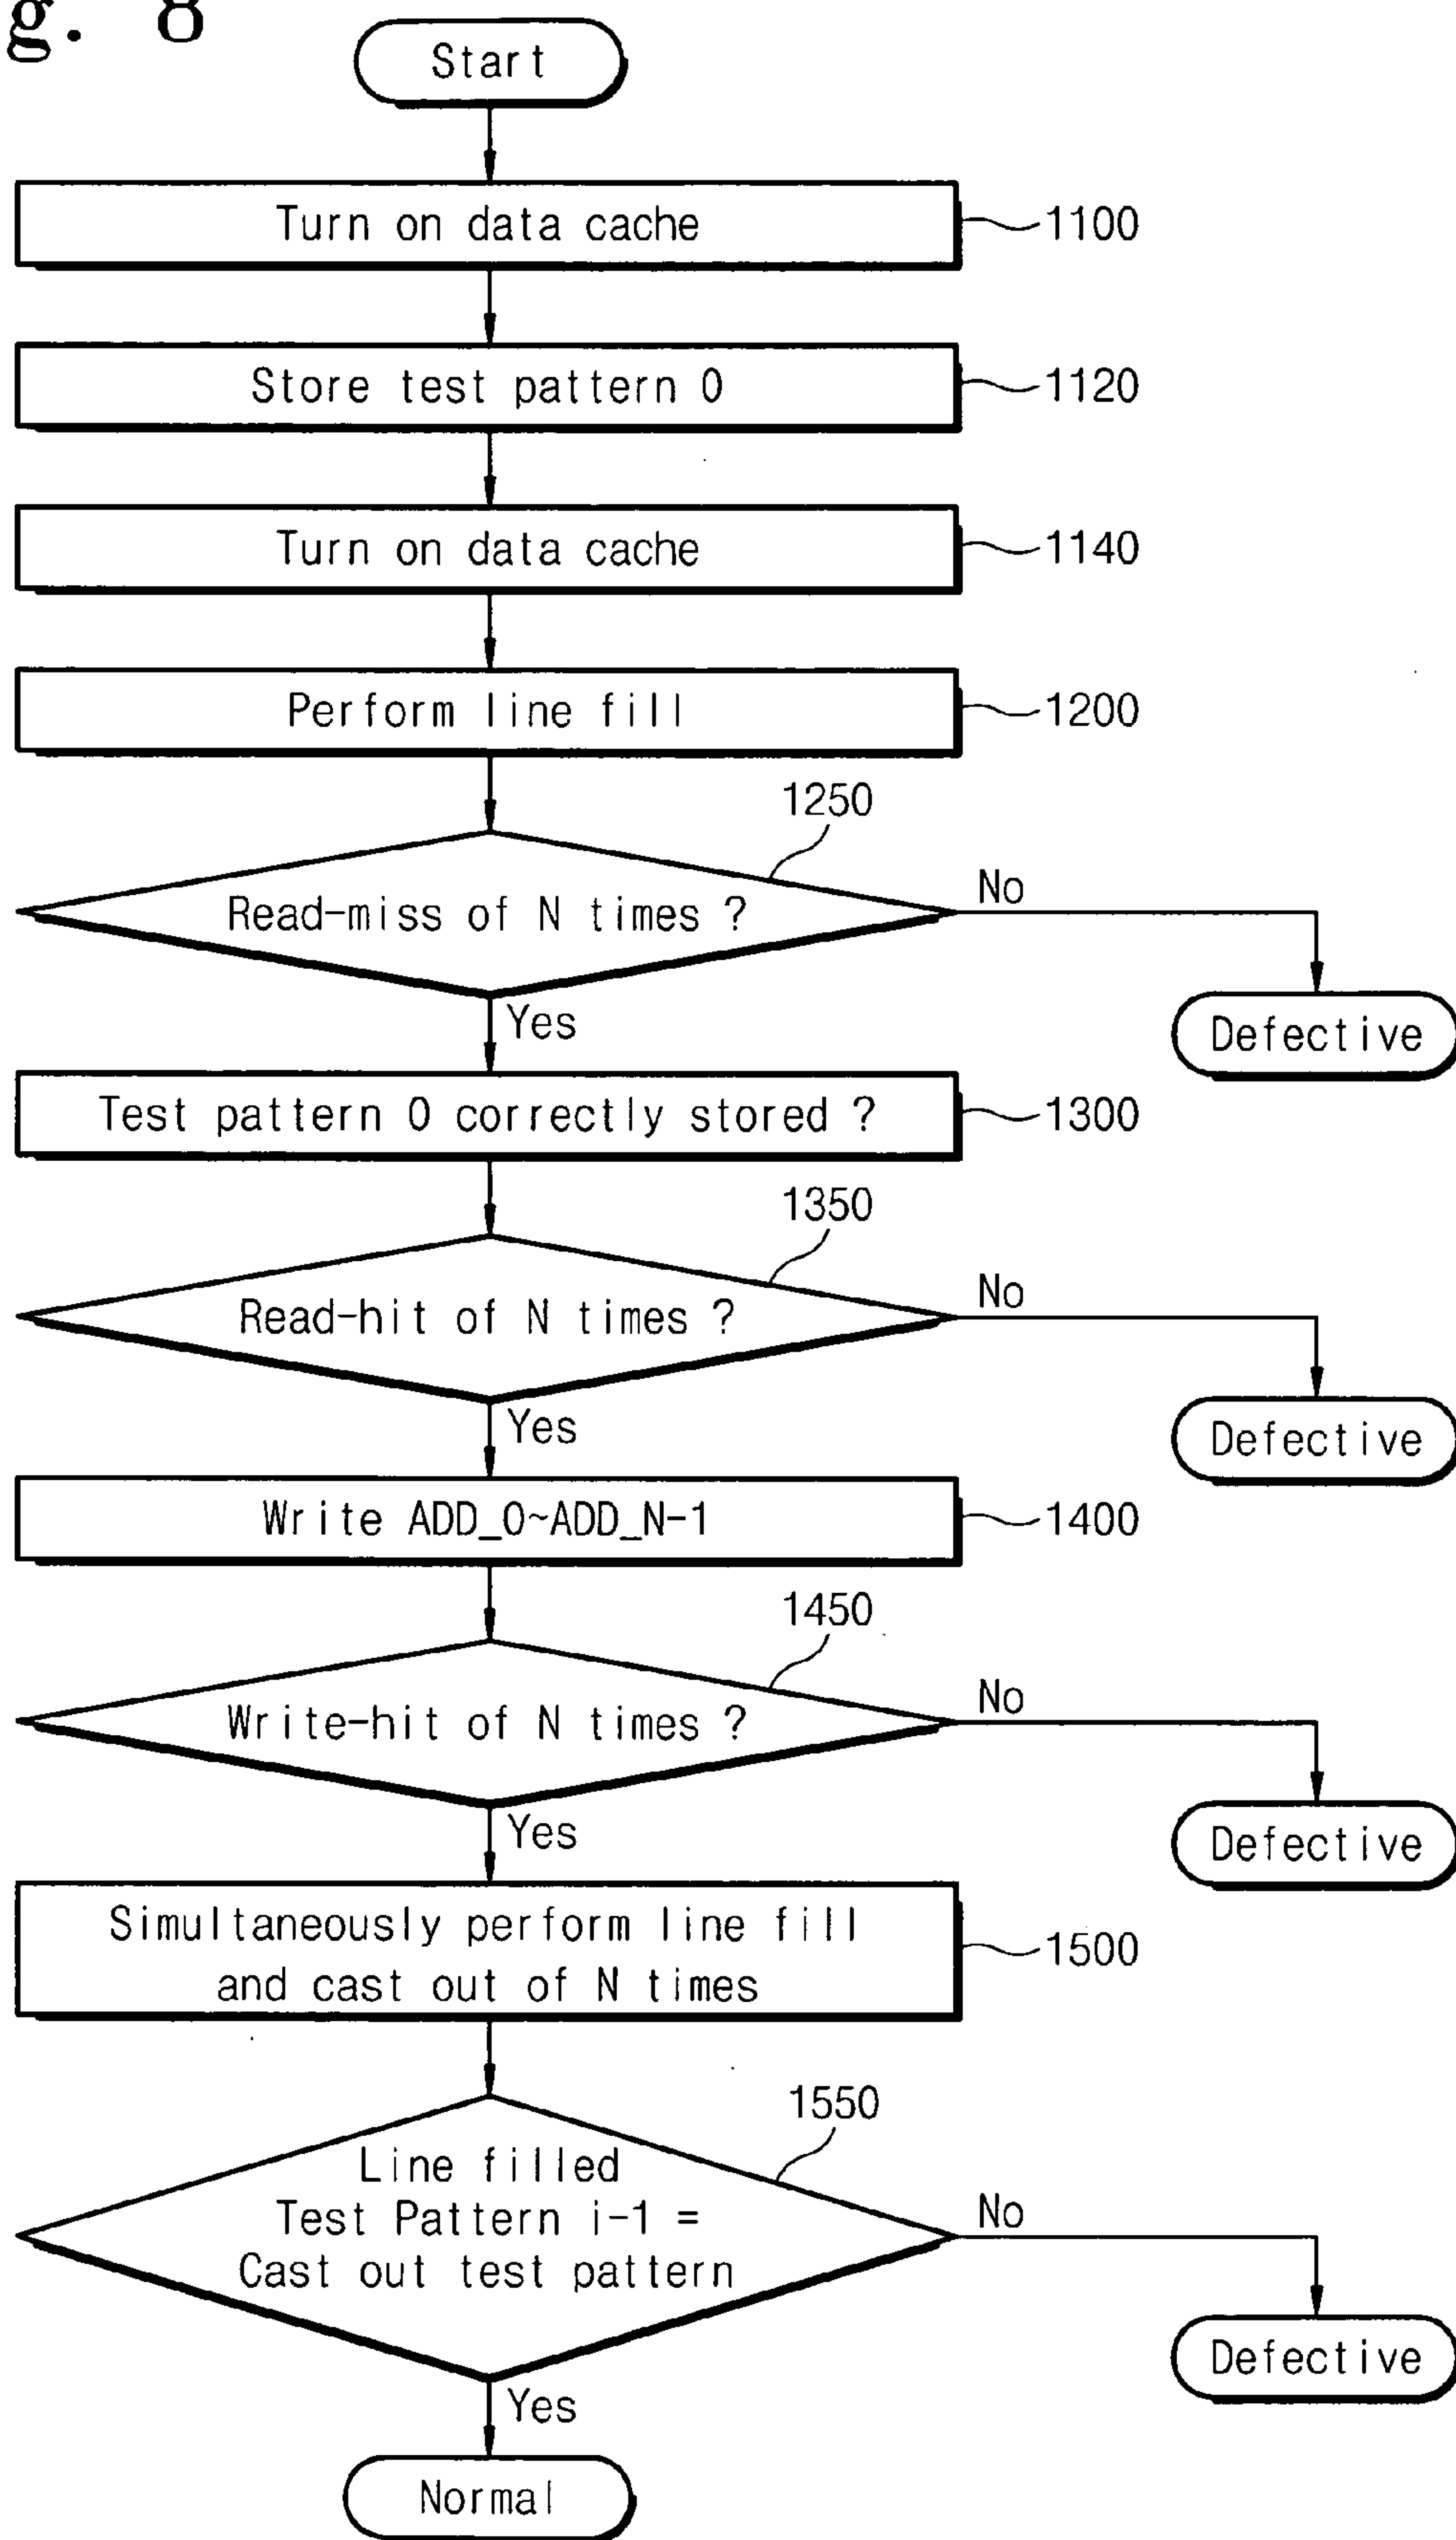 g. 8
Start
Turn on data cache
1100
Store test pattern 0
1120
Turn on data cache
1140
Perform line fill
1200
1250
Read-miss of N times ?
No
Defective
Yes
Test pattern 0 correctly stored ?
1300
1350
Read-hit of N times ?
No
Defective
Yes
Write ADD_0~ADD_N-1
1400
1450
Write-hit of N times ?
No
Defective
Yes
Simultaneously perform line fill
and cast out of N times
1500
1550
Line filled
Test Pattern i-1 =
Cast out test pattern
No
Defective
Yes
Normal